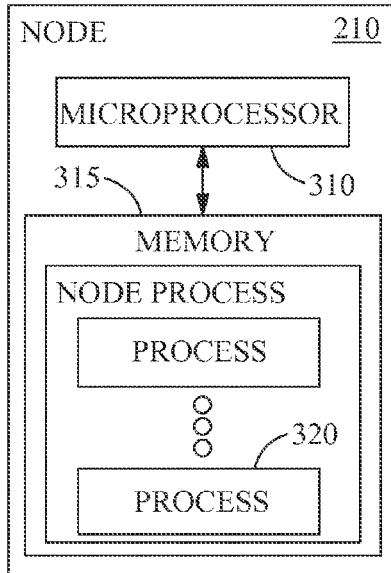 NODE 210
MICROPROCESSOR
315 310
MEMORY
NODE PROCESS
PROCESS
320
PROCESS